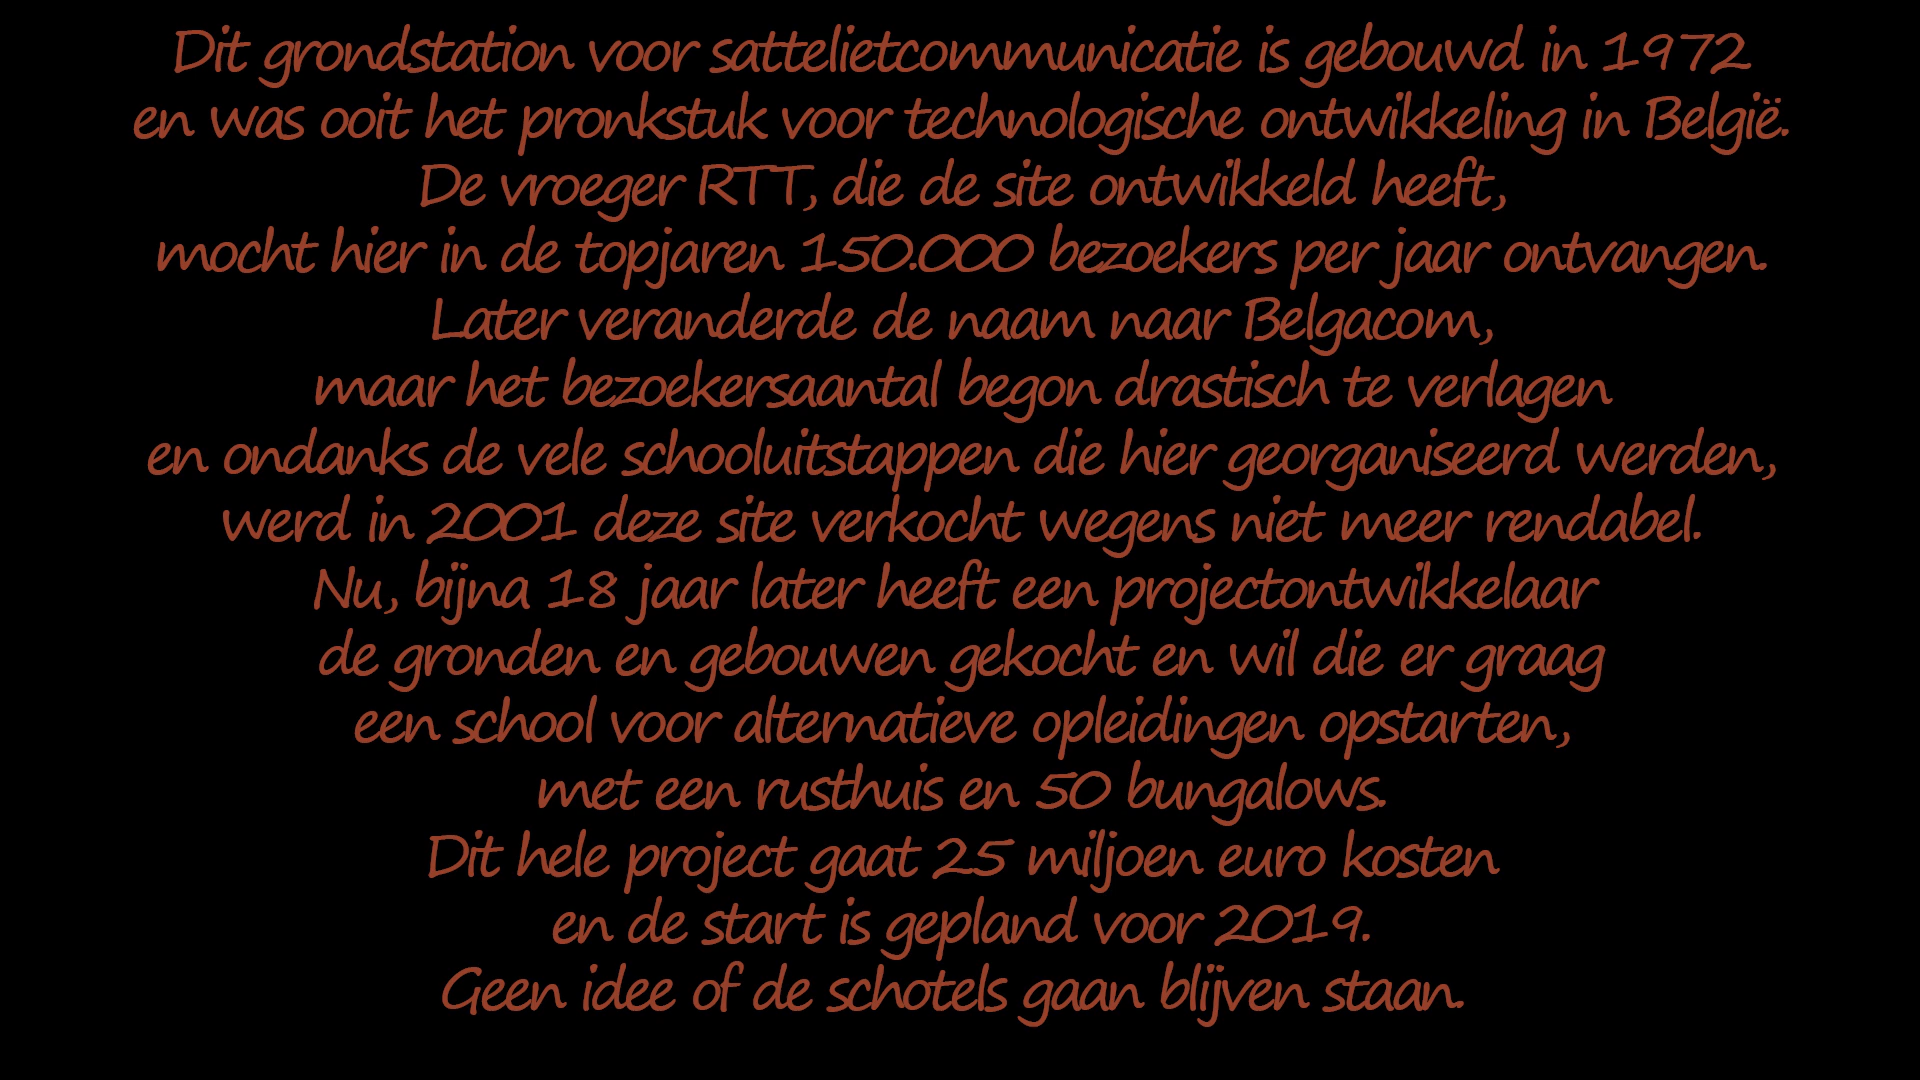 Dit grondstation voor sattelietcommunicatie is gebouwd in 1972
en was ooit het pronkstuk voor technologische ontwikkeling in België.
De vroeger RTT, die de site ontwikkeld heeft,
mocht hier in de topjaren 150.000 bezoekers per jaar ontvangen.
Later veranderde de naam naar Belgacom,
maar het bezoekersaantal begon drastisch te verlagen
en ondanks de vele schooluitstappen die hier georganiseerd werden,
werd in 2001 deze site verkocht wegens niet meer rendabel.
Nu, bijna 18 jaar later heeft een projectontwikkelaar
de gronden en gebouwen gekocht en wil die er graag
een school voor alternatieve opleidingen opstarten,
met een rusthuis en 50 bungalows.
Dit hele project gaat 25 miljoen euro kosten
en de start is gepland voor 2019.
Geen idee of de schotels gaan blijven staan.